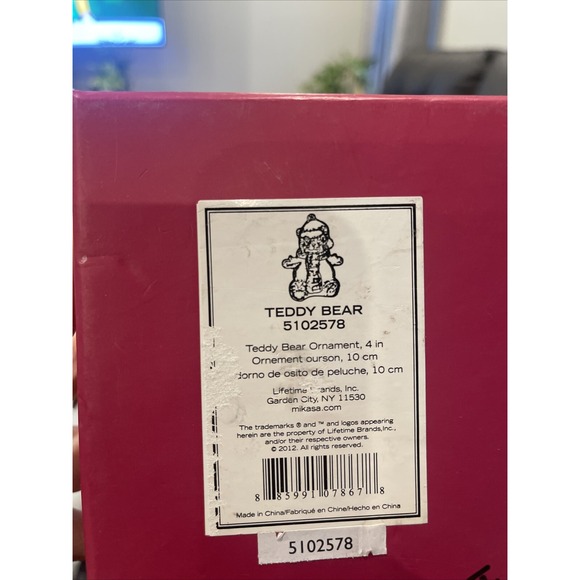 TEDDY BEAR
5102578
Teddy Bear Ornament, 4 in
Ornement ourson, 10 cm
dorno de osito de peluche, 10 cm
Lifetime Brands, Inc.
Garden City, NY 11530
mikasa.com
The trademarks ® and ™ and logos appearing
herein are the property of Lifetime Brands,Inc.,
and/or their respective owners.
© 2012. All rights reserved.
8 85991 07867 8
Made in China/Fabriqué en Chine/Hecho en China
5102578